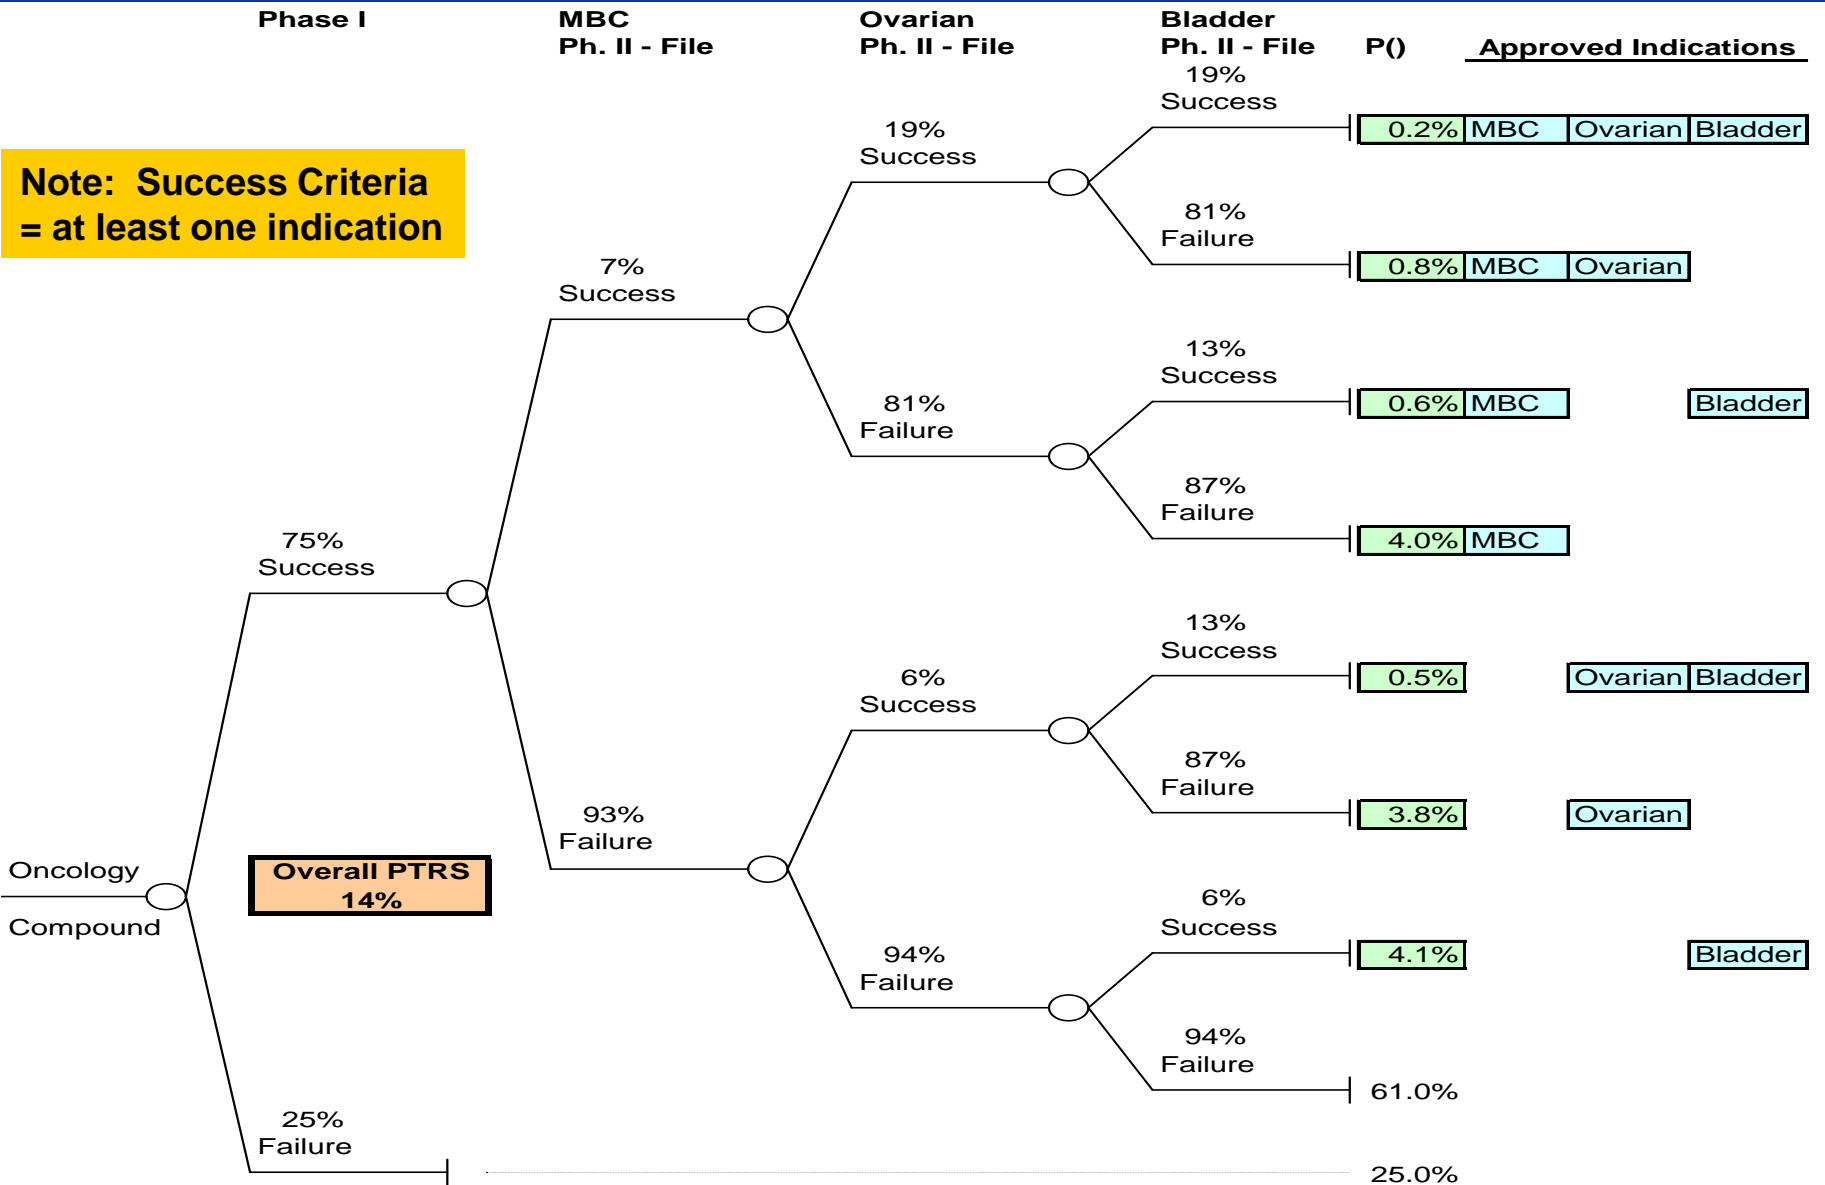 Phase I
MBC
Ph. II - File
Ovarian
Ph. II - File
Bladder
Ph. II - File
P()
Approved Indications
Note:  Success Criteria
= at least one indication
19%
Success
0.2% MBC Ovarian Bladder
19%
Success
81%
Failure
0.8% MBC Ovarian
7%
Success
13%
Success
0.6% MBC Bladder
81%
Failure
87%
Failure
4.0% MBC
75%
Success
13%
Success
0.5% Ovarian Bladder
6%
Success
87%
Failure
3.8% Ovarian
93%
Failure
Oncology
Compound
Overall PTRS
14%
6%
Success
4.1% Bladder
94%
Failure
94%
Failure
61.0%
25%
Failure
25.0%